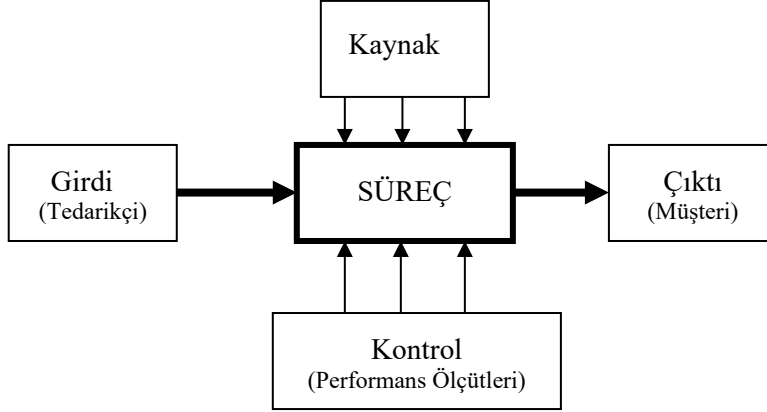 Kaynak
Girdi
(Tedarikçi)
SÜREÇ
Çıktı
(Müşteri)
Kontrol
(Performans Ölçütleri)